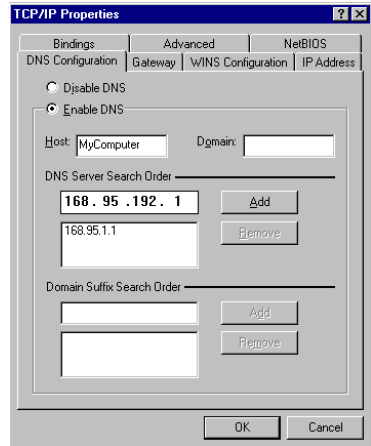 TCP/IP Properties
Bindings Advanced NetBIOS
DNS Configuration Gateway WINS Configuration IP Address
Disable DNS
Enable DNS
Host: MyComputer Domain:
DNS Server Search Order
168. 95 .192. 1 Add
168.95.1.1 Remove
Domain Suffix Search Order
Add
Remove
OK Cancel